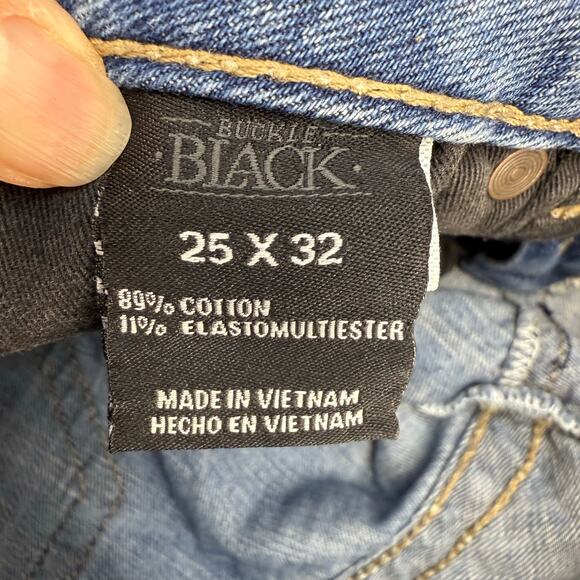 BUCKLE
BLACK.
25 X 32
89% COTTON
11% ELASTOMULTIESTER
MADE IN VIETNAM
HECHO EN VIETNAM